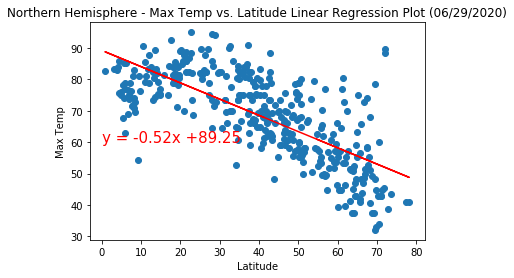 Northern Hemisphere - Max Temp vs. Latitude Linear Regression Plot (06/29/2020)
90
80
70
60
50
40
30
Max Temp
y = -0.52x +89.25
0 10 20 30 40 50 60 70 80
Latitude